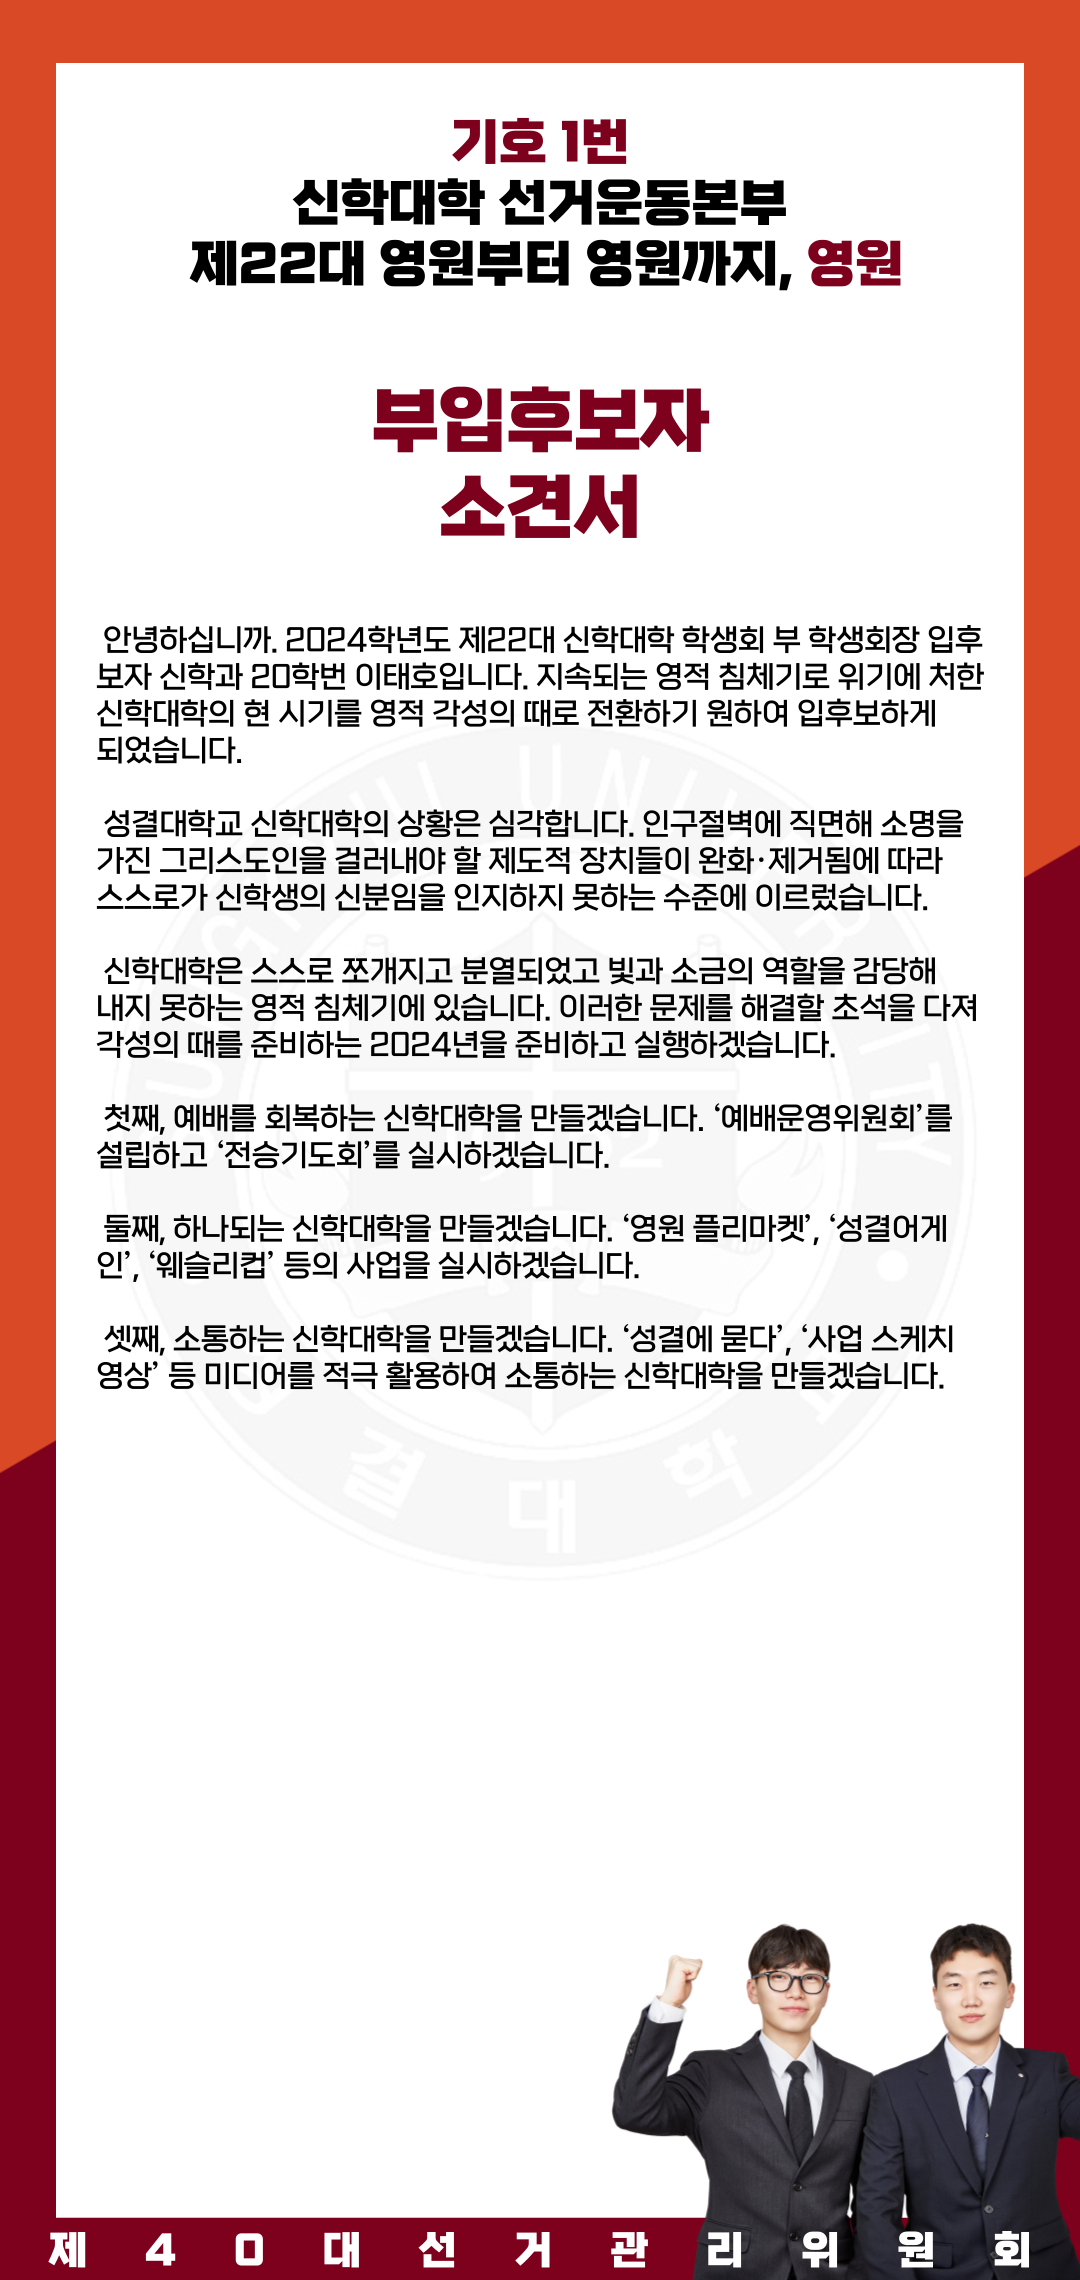 기호 1번
신학대학 선거운동본부
제22대 영원부터 영원까지, 영원
부입후보자
소견서
안녕하십니까. 2024학년도 제22대 신학대학 학생회 부 학생회장 입후
보자 신학과 20학번 이태호입니다. 지속되는 영적 침체기로 위기에 처한
신학대학의 현 시기를 영적 각성의 때로 전환하기 원하여 입후보하게
되었습니다.
성결대학교 신학대학의 상황은 심각합니다. 인구절벽에 직면해 소명을
가진 그리스도인을 걸러내야 할 제도적 장치들이 완화·제거됨에 따라
스스로가 신학생의 신분임을 인지하지 못하는 수준에 이르렀습니다.
신학대학은 스스로 쪼개지고 분열되었고 빛과 소금의 역할을 감당해
내지 못하는 영적 침체기에 있습니다. 이러한 문제를 해결할 초석을 다져
각성의 때를 준비하는 2024년을 준비하고 실행하겠습니다.
첫째, 예배를 회복하는 신학대학을 만들겠습니다. ‘예배운영위원회’를
설립하고 ‘전승기도회’를 실시하겠습니다.
둘째, 하나되는 신학대학을 만들겠습니다. ‘영원 플리마켓’, ‘성결어게
인’, ‘웨슬리컵’ 등의 사업을 실시하겠습니다.
셋째, 소통하는 신학대학을 만들겠습니다. ‘성결에 묻다’, ‘사업 스케치
영상’ 등 미디어를 적극 활용하여 소통하는 신학대학을 만들겠습니다.
결 대 학
제40대선거관리위원회